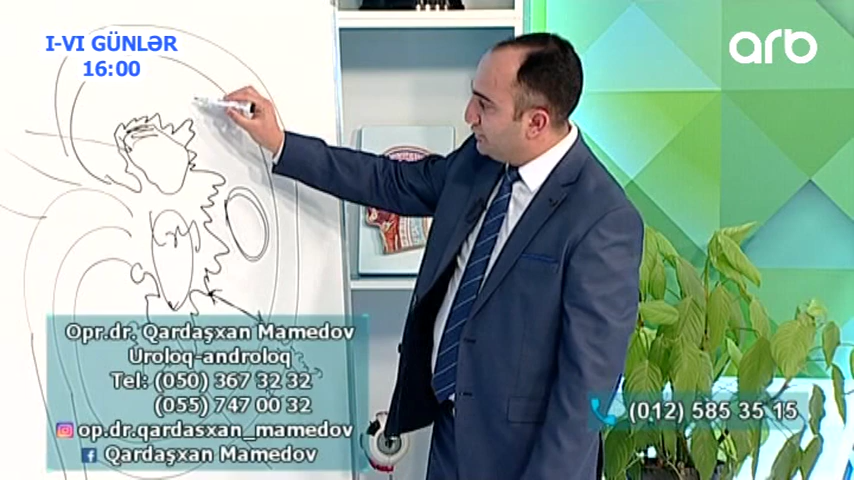 I-VI GÜNLƏR
16:00
arb
Opr.dr. Qardaşxan Mamedov
Üroloq-androloq
Tel: (050) 367 32 32
(055) 747 00 32
op.dr.qardasxan_mamedov
Qardaşxan Mamedov
(012) 585 35 15